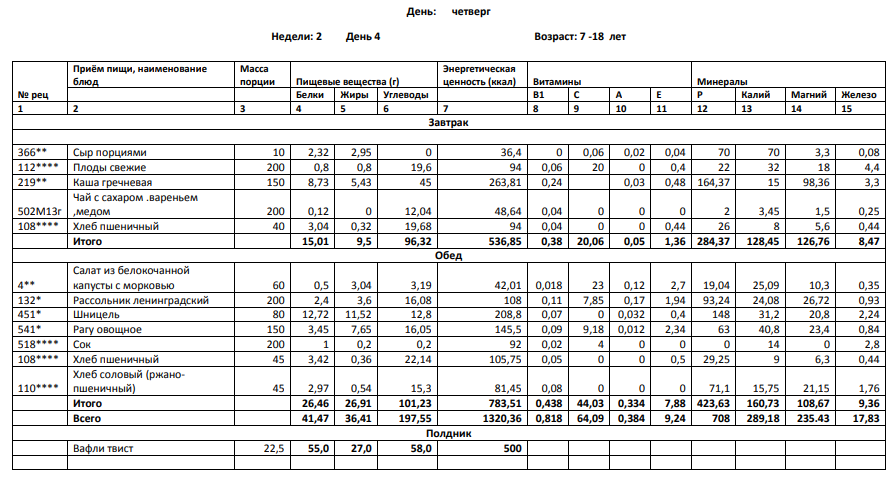 День: четверг
Недели: 2 День 4 Возраст: 7 -18 лет
№ рец Приём пищи, наименование блюд Масса порции Пищевые вещества (г) Энергетическая ценность (ккал) Витамины Минералы
Белки Жиры Углеводы В1 С А Е Р Калий Магний Железо
1 2 3 4 5 6 7 8 9 10 11 12 13 14 15
Завтрак
366** Сыр порциями 10 2,32 2,95 0 36,4 0 0,06 0,02 0,04 70 70 3,3 0,08
112**** Плоды свежие 200 0,8 0,8 19,6 94 0,06 20 0 0,4 22 32 18 4,4
219** Каша гречневая 150 8,73 5,43 45 263,81 0,24 0,03 0,48 164,37 15 98,36 3,3
Чай с сахаром .вареньем
502М13г ,медом 200 0,12 0 12,04 48,64 0,04 0 0 0 2 3,45 1,5 0,25
108**** Хлеб пшеничный 40 3,04 0,32 19,68 94 0,04 0 0 0,44 26 8 5,6 0,44
Итого 15,01 9,5 96,32 536,85 0,38 20,06 0,05 1,36 284,37 128,45 126,76 8,47
Обед
Салат из белокочанной
4** капусты с морковью 60 0,5 3,04 3,19 42,01 0,018 23 0,12 2,7 19,04 25,09 10,3 0,35
132* Рассольник ленинградский 200 2,4 3,6 16,08 108 0,11 7,85 0,17 1,94 93,24 24,08 26,72 0,93
451* Шницель 80 12,72 11,52 12,8 208,8 0,07 0 0,032 0,4 148 31,2 20,8 2,24
541* Рагу овощное 150 3,45 7,65 16,05 145,5 0,09 9,18 0,012 2,34 63 40,8 23,4 0,84
518**** Сок 200 1 0,2 0,2 92 0,02 4 0 0 0 14 0 2,8
108**** Хлеб пшеничный 45 3,42 0,36 22,14 105,75 0,05 0 0 0,5 29,25 9 6,3 0,44
Хлеб соловый (ржано-
110**** пшеничный) 45 2,97 0,54 15,3 81,45 0,08 0 0 0 71,1 15,75 21,15 1,76
Итого 26,46 26,91 101,23 783,51 0,438 44,03 0,334 7,88 423,63 160,73 108,67 9,36
Всего 41,47 36,41 197,55 1320,36 0,818 64,09 0,384 9,24 708 289,18 235.43 17,83
Полдник
Вафли твист 22,5 55,0 27,0 58,0 500